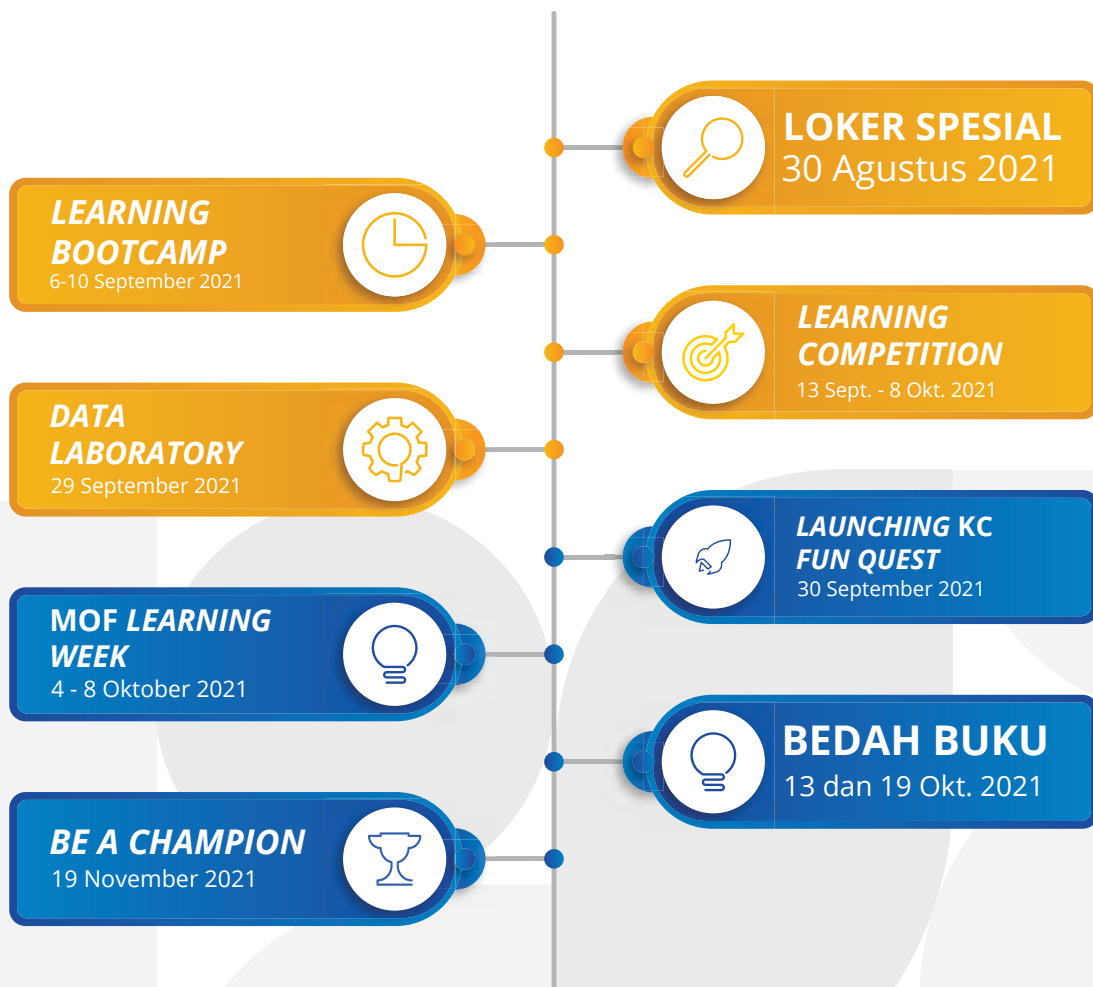 LOKER SPESIAL
30 Agustus 2021
LEARNING
BOOTCAMP
6-10 September 2021
LEARNING
COMPETITION
13 Sept. - 8 Okt. 2021
DATA
LABORATORY
29 September 2021
LAUNCHING KC
FUN QUEST
30 September 2021
MOF LEARNING
WEEK
4 - 8 Oktober 2021
BEDAH BUKU
13 dan 19 Okt. 2021
BE A CHAMPION
19 November 2021